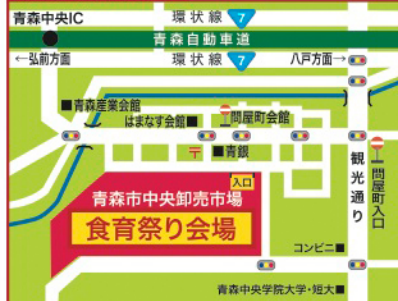 青森中央IC
環状線 7
青森自動車道
←弘前方面
環状線 7
八戸方面→
■青森産業会館
はまなす会館■
問屋町会館
〒 ■青銀
観光通り
問屋町入口
入口
青森市中央卸売市場
食育祭り会場
コンビニ■
青森中央学院大学・短大■